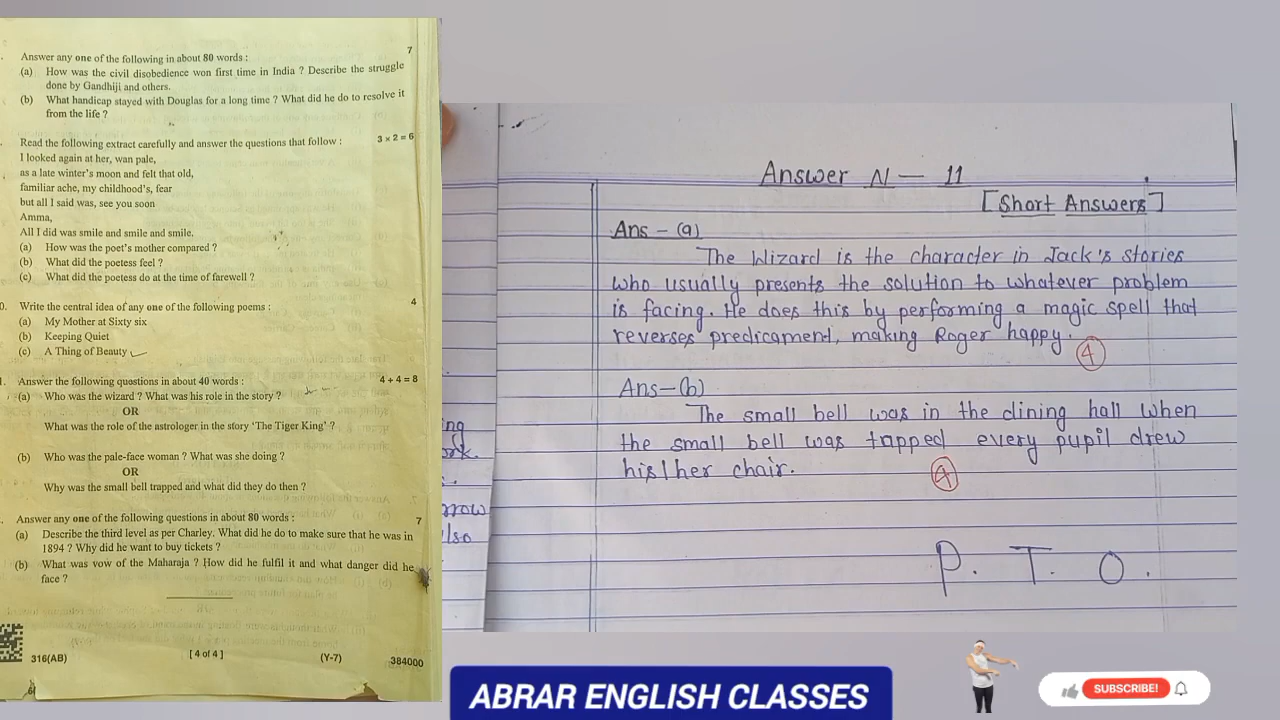 7
Answer any one of the following in about 80 words :
(a) How was the civil disobedience won first time in India ? Describe the struggle
done by Gandhiji and others.
(b) What handicap stayed with Douglas for a long time ? What did he do to resolve it
from the life ?
Read the following extract carefully and answer the questions that follow :
3 × 2 = 6
I looked again at her, wan pale,
as a late winter's moon and felt that old,
familiar ache, my childhood's, fear
but all I said was, see you soon
Amma,
All I did was smile and smile and smile.
(a) How was the poet's mother compared ?
(b) What did the poetess feel ?
(c) What did the poetess do at the time of farewell ?
0. Write the central idea of any one of the following poems :
4
(a) My Mother at Sixty six
(b) Keeping Quiet
(c) A Thing of Beauty
1. Answer the following questions in about 40 words :
4 + 4 = 8
(a) Who was the wizard ? What was his role in the story ?
OR
What was the role of the astrologer in the story 'The Tiger King' ?
(b) Who was the pale-face woman ? What was she doing ?
OR
Why was the small bell trapped and what did they do then ?
Answer any one of the following questions in about 80 words :
7
(a) Describe the third level as per Charley. What did he do to make sure that he was in
1894 ? Why did he want to buy tickets ?
(b) What was vow of the Maharaja ? How did he fulfil it and what danger did he
face ?
316(AB)
[ 4 of 4 ]
(Y-7)
384000
Answer N — 11
[Short Answers]
Ans - (a)
The Wizard is the character in Jack's stories
who usually presents the solution to whatever problem
is facing. He does this by performing a magic spell that
reverses predicament, making Roger happy.
4
Ans-(b)
The small bell was in the dining hall when
the small bell was trapped every pupil drew
his/her chair.
4
P. T. O.
ABRAR ENGLISH CLASSES
SUBSCRIBE!